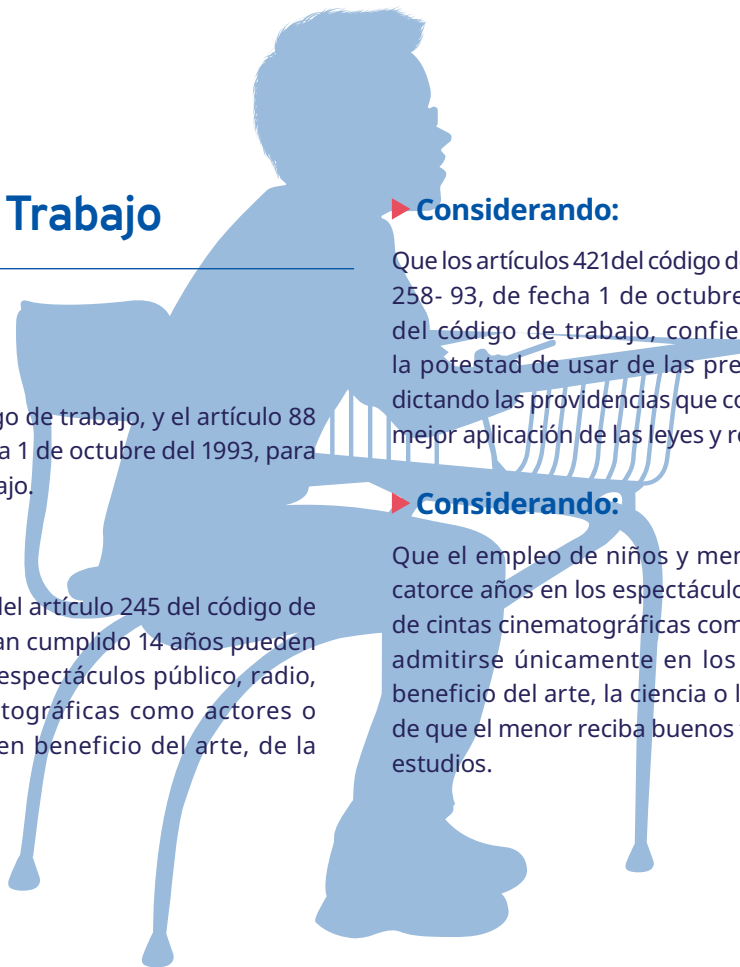 Trabajo
go de trabajo, y el artículo 88
a 1 de octubre del 1993, para
ajo.
del artículo 245 del código de
an cumplido 14 años pueden
espectáculos público, radio,
tográficas como actores o
en beneficio del arte, de la
Considerando:
Que los artículos 421del código d
258- 93, de fecha 1 de octubre
del código de trabajo, confie
la potestad de usar de las pre
dictando las providencias que co
mejor aplicación de las leyes y r
Considerando:
Que el empleo de niños y men
catorce años en los espectáculo
de cintas cinematográficas com
admitirse únicamente en los
beneficio del arte, la ciencia o l
de que el menor reciba buenos
estudios.